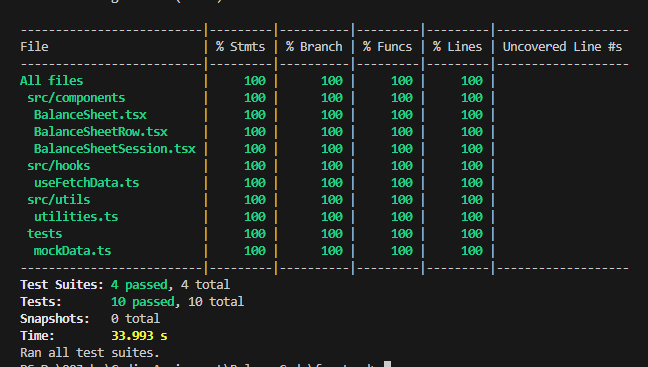 --------------------------|---------|----------|---------|---------|-------------------
File                      | % Stmts | % Branch | % Funcs | % Lines | Uncovered Line #s
--------------------------|---------|----------|---------|---------|-------------------
All files                 |     100 |      100 |     100 |     100 |
 src/components           |     100 |      100 |     100 |     100 |
  BalanceSheet.tsx        |     100 |      100 |     100 |     100 |
  BalanceSheetRow.tsx     |     100 |      100 |     100 |     100 |
  BalanceSheetSession.tsx |     100 |      100 |     100 |     100 |
 src/hooks                |     100 |      100 |     100 |     100 |
  useFetchData.ts         |     100 |      100 |     100 |     100 |
 src/utils                |     100 |      100 |     100 |     100 |
  utilities.ts            |     100 |      100 |     100 |     100 |
 tests                    |     100 |      100 |     100 |     100 |
  mockData.ts             |     100 |      100 |     100 |     100 |
--------------------------|---------|----------|---------|---------|-------------------
Test Suites: 4 passed, 4 total
Tests:       10 passed, 10 total
Snapshots:   0 total
Time:        33.993 s
Ran all test suites.